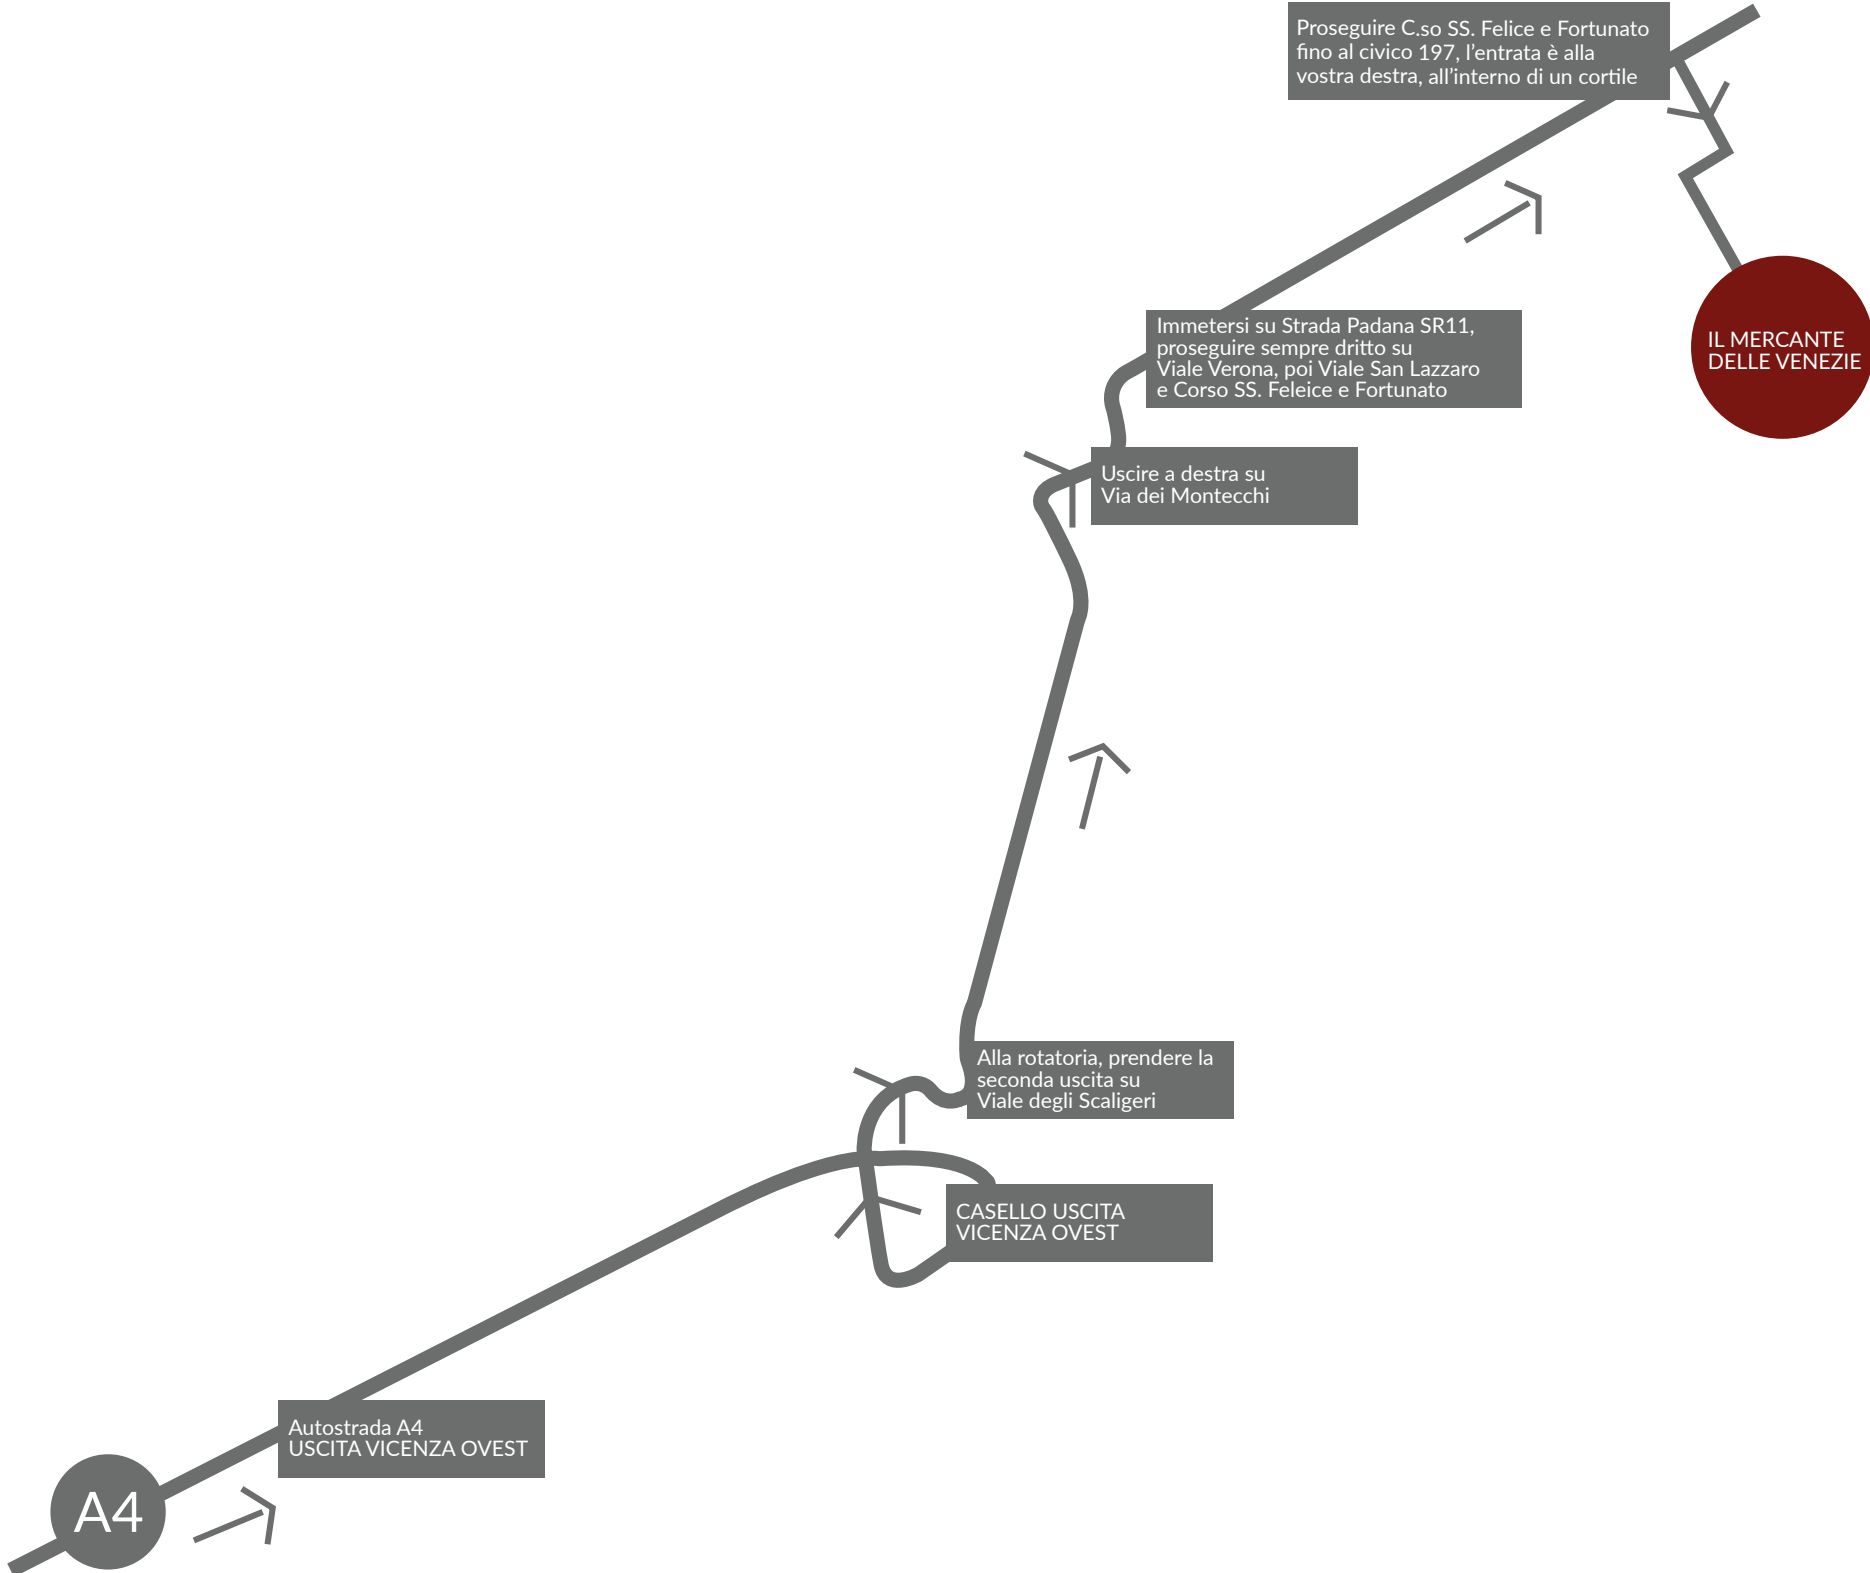 Proseguire C.so SS. Felice e Fortunato
fino al civico 197, l'entrata è alla
vostra destra, all'interno di un cortile
IL MERCANTE
DELLE VENEZIE
Immetersi su Strada Padana SR11,
proseguire sempre dritto su
Viale Verona, poi Viale San Lazzaro
e Corso SS. Feleice e Fortunato
Uscire a destra su
Via dei Montecchi
Alla rotatoria, prendere la
seconda uscita su
Viale degli Scaligeri
CASELLO USCITA
VICENZA OVEST
Autostrada A4
USCITA VICENZA OVEST
A4